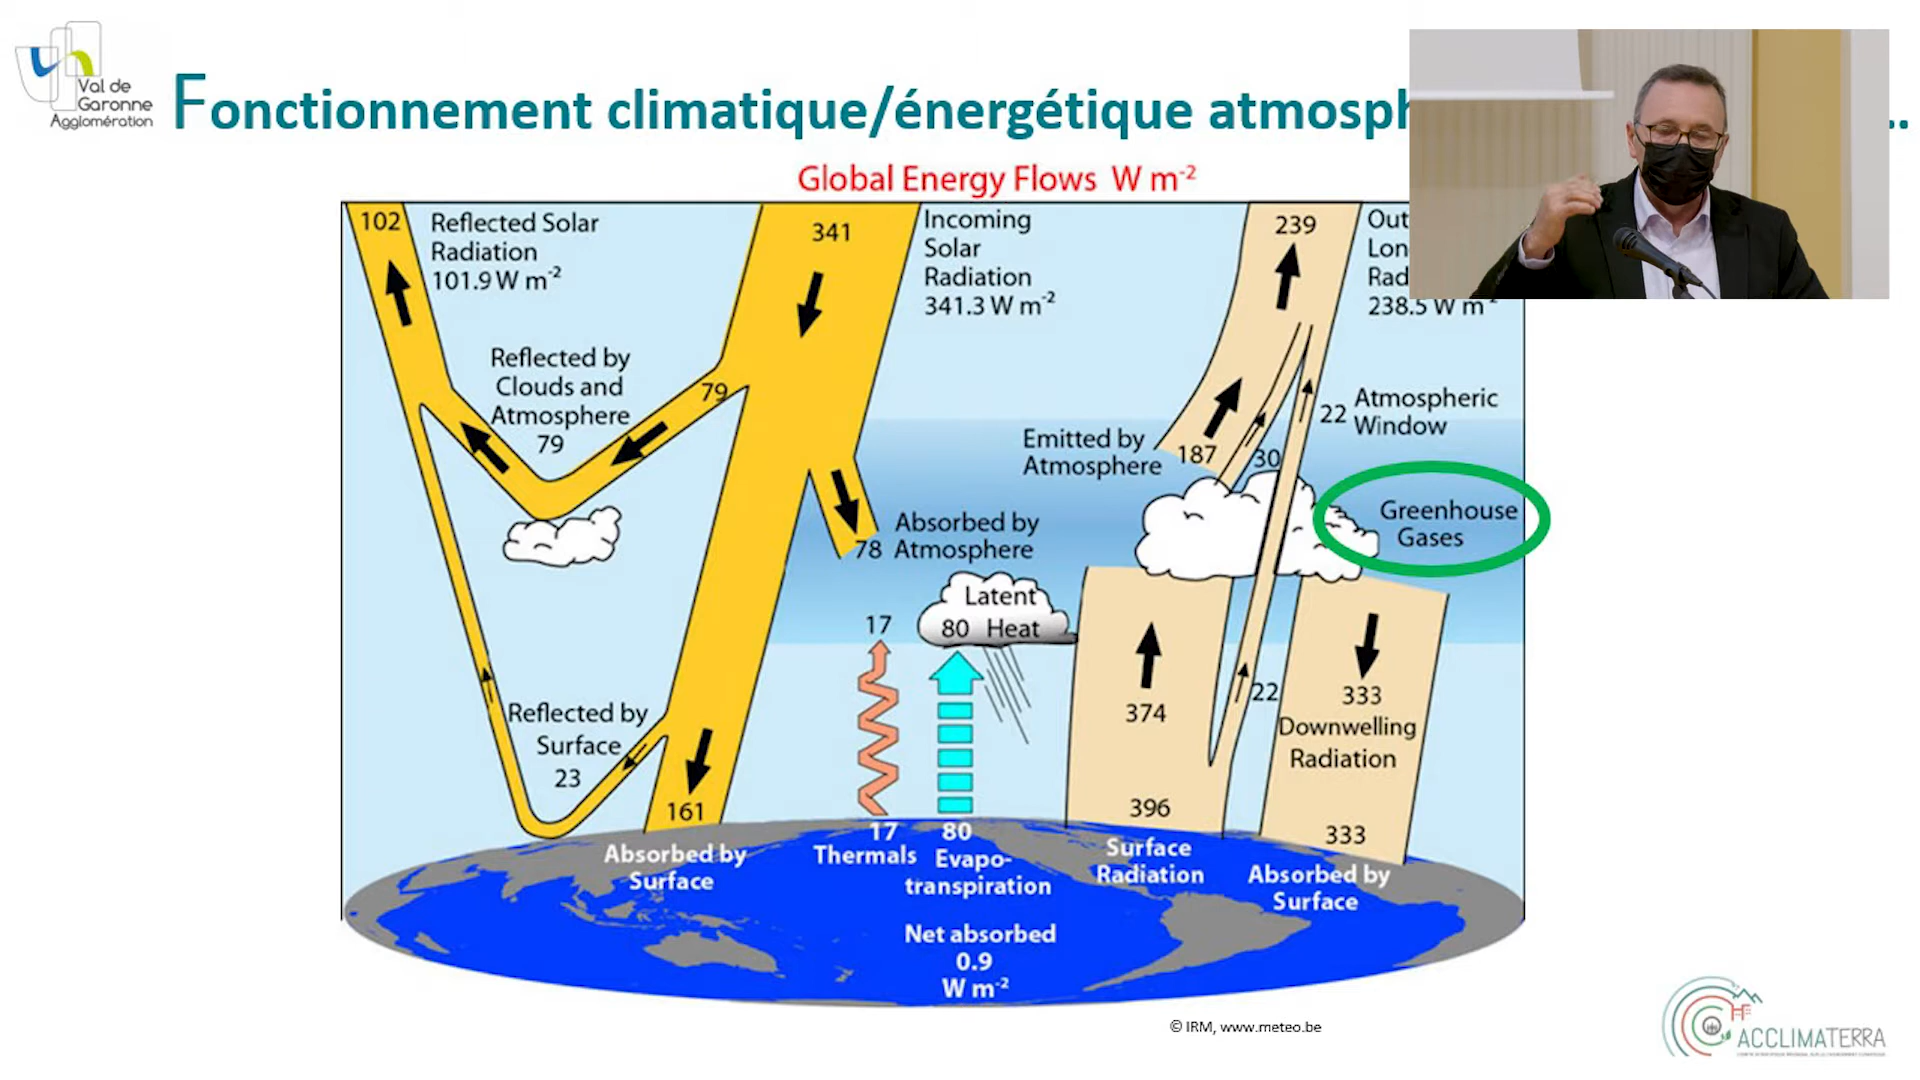 Val de
Garonne
Agglomération
Fonctionnement climatique/énergétique
Global Energy Flows W m-2
102
Reflected Solar
Radiation
101.9 W m-2
341
Incoming
Solar
Radiation
341.3 W m-2
239
238.5 W m-2
Reflected by
Clouds and
Atmosphere
79
79
Emitted by
Atmosphere
187
30
22
Atmospheric
Window
Greenhouse
Gases
78
Absorbed by
Atmosphere
Latent
80 Heat
17
374
22
333
Downwelling
Radiation
Reflected by
Surface
23
161
396
333
Absorbed by
Surface
17
Thermals
80
Evapo-
transpiration
Surface
Radiation
Absorbed by
Surface
Net absorbed
0.9
W m-2
© IRM, www.meteo.be
ACCLIMATERRA